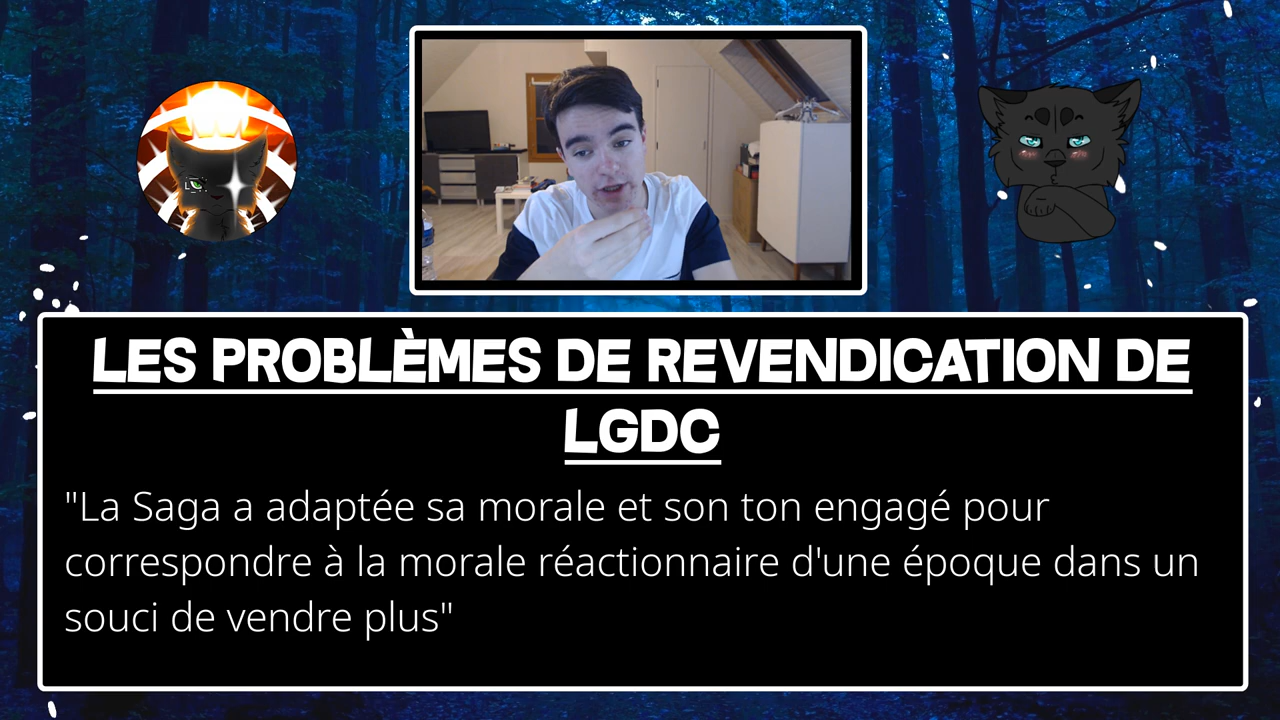 LES PROBLÈMES DE REVENDICATION DE
LGDC
"La Saga a adaptée sa morale et son ton engagé pour
correspondre à la morale réactionnaire d'une époque dans un
souci de vendre plus"